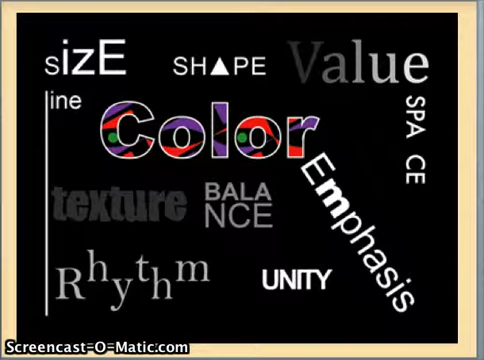 sizE
SHAPE
Value
line
Color
SPA CE
texture
BALA
NCE
Emphasis
Rhythm
UNITY
Screencast-O-Matic.com